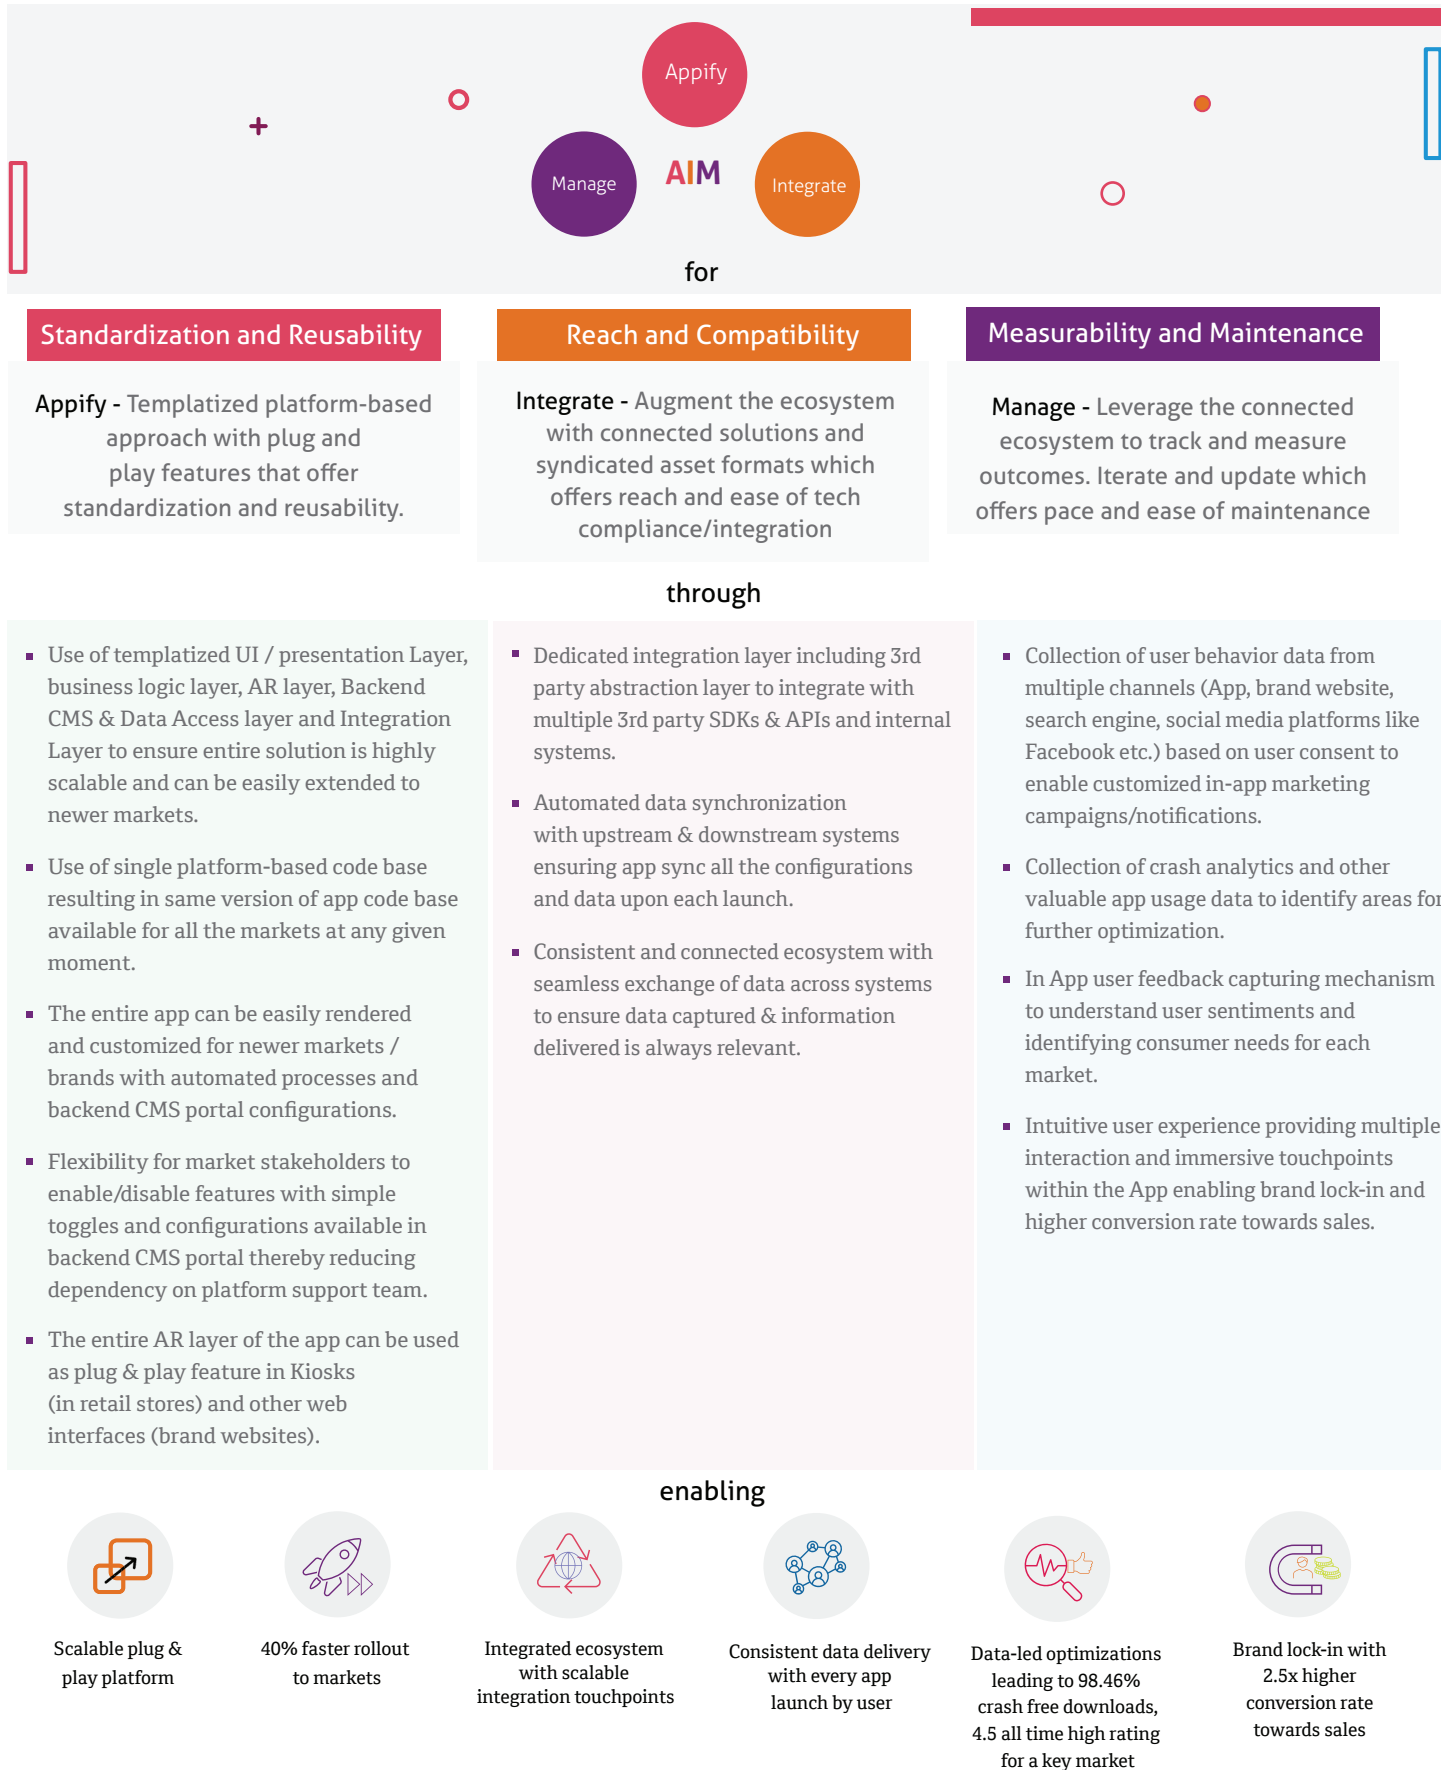 Appify
Manage
AIM
Integrate
for
Standardization and Reusability
Appify - Templatized platform-based
approach with plug and
play features that offer
standardization and reusability.
Reach and Compatibility
Integrate - Augment the ecosystem
with connected solutions and
syndicated asset formats which
offers reach and ease of tech
compliance/integration
Measurability and Maintenance
Manage - Leverage the connected
ecosystem to track and measure
outcomes. Iterate and update which
offers pace and ease of maintenance
through
Use of templatized UI / presentation Layer,
business logic layer, AR layer, Backend
CMS & Data Access layer and Integration
Layer to ensure entire solution is highly
scalable and can be easily extended to
newer markets.
Use of single platform-based code base
resulting in same version of app code base
available for all the markets at any given
moment.
The entire app can be easily rendered
and customized for newer markets /
brands with automated processes and
backend CMS portal configurations.
Flexibility for market stakeholders to
enable/disable features with simple
toggles and configurations available in
backend CMS portal thereby reducing
dependency on platform support team.
The entire AR layer of the app can be used
as plug & play feature in Kiosks
(in retail stores) and other web
interfaces (brand websites).
Dedicated integration layer including 3rd
party abstraction layer to integrate with
multiple 3rd party SDKs & APIs and internal
systems.
Automated data synchronization
with upstream & downstream systems
ensuring app sync all the configurations
and data upon each launch.
Consistent and connected ecosystem with
seamless exchange of data across systems
to ensure data captured & information
delivered is always relevant.
Collection of user behavior data from
multiple channels (App, brand website,
search engine, social media platforms like
Facebook etc.) based on user consent to
enable customized in-app marketing
campaigns/notifications.
Collection of crash analytics and other
valuable app usage data to identify areas for
further optimization.
In App user feedback capturing mechanism
to understand user sentiments and
identifying consumer needs for each
market.
Intuitive user experience providing multiple
interaction and immersive touchpoints
within the App enabling brand lock-in and
higher conversion rate towards sales.
enabling
Scalable plug &
play platform
40% faster rollout
to markets
Integrated ecosystem
with scalable
integration touchpoints
Consistent data delivery
with every app
launch by user
Data-led optimizations
leading to 98.46%
crash free downloads,
4.5 all time high rating
for a key market
Brand lock-in with
2.5x higher
conversion rate
towards sales